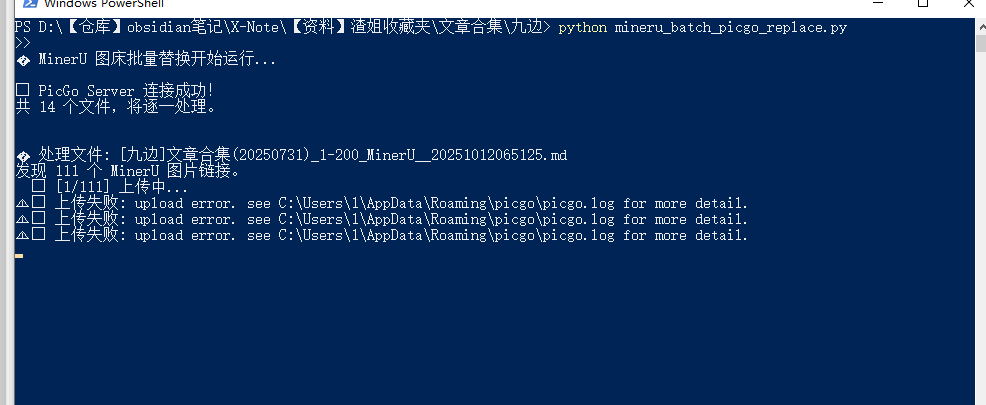 Windows PowerShell
PS D:\【仓库】obsidian笔记\X-Note\【资料】渣姐收藏夹\文章合集\九边> python mineru_batch_picgo_replace.py
>>
� MinerU 图床批量替换开始运行...
□ PicGo Server 连接成功!
共 14 个文件，将逐一处理。
� 处理文件: [九边]文章合集(20250731)_1-200_MinerU__20251012065125.md
发现 111 个 MinerU 图片链接。
□ [1/111] 上传中...
⚠□ 上传失败: upload error. see C:\Users\1\AppData\Roaming\picgo\picgo.log for more detail.
⚠□ 上传失败: upload error. see C:\Users\1\AppData\Roaming\picgo\picgo.log for more detail.
⚠□ 上传失败: upload error. see C:\Users\1\AppData\Roaming\picgo\picgo.log for more detail.